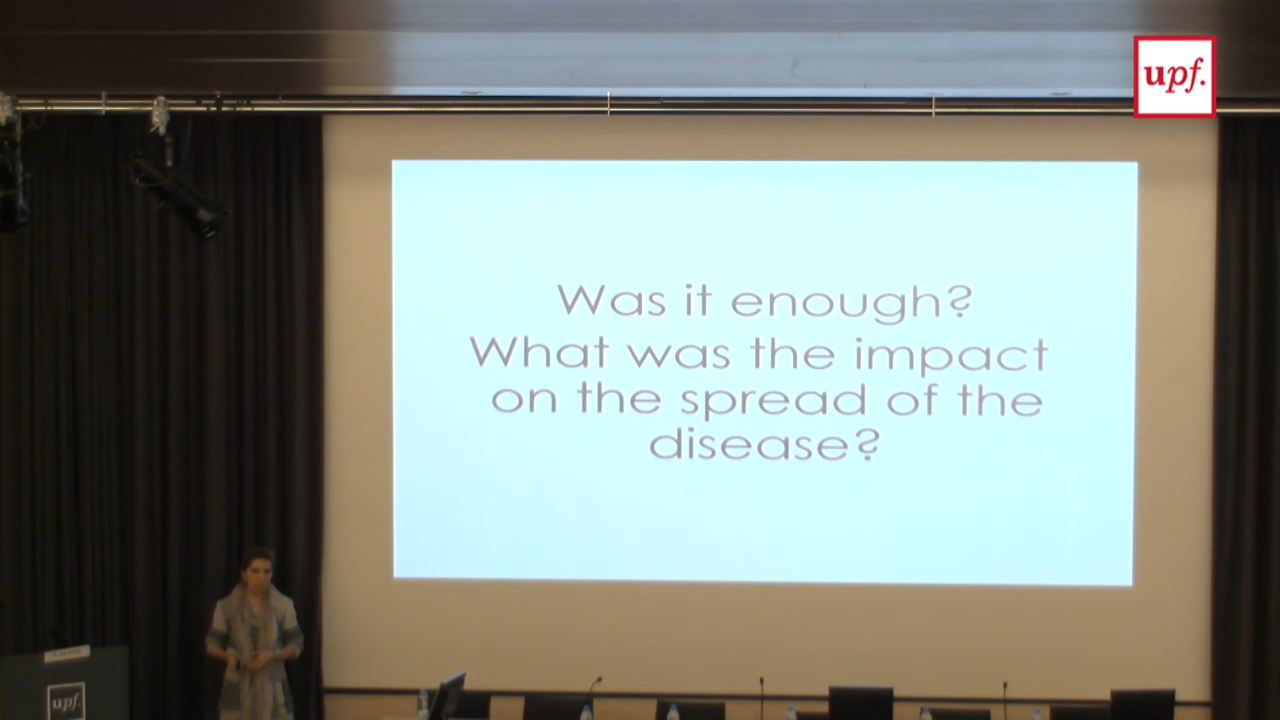 upf.
Was it enough?
What was the impact
on the spread of the
disease?
upf.